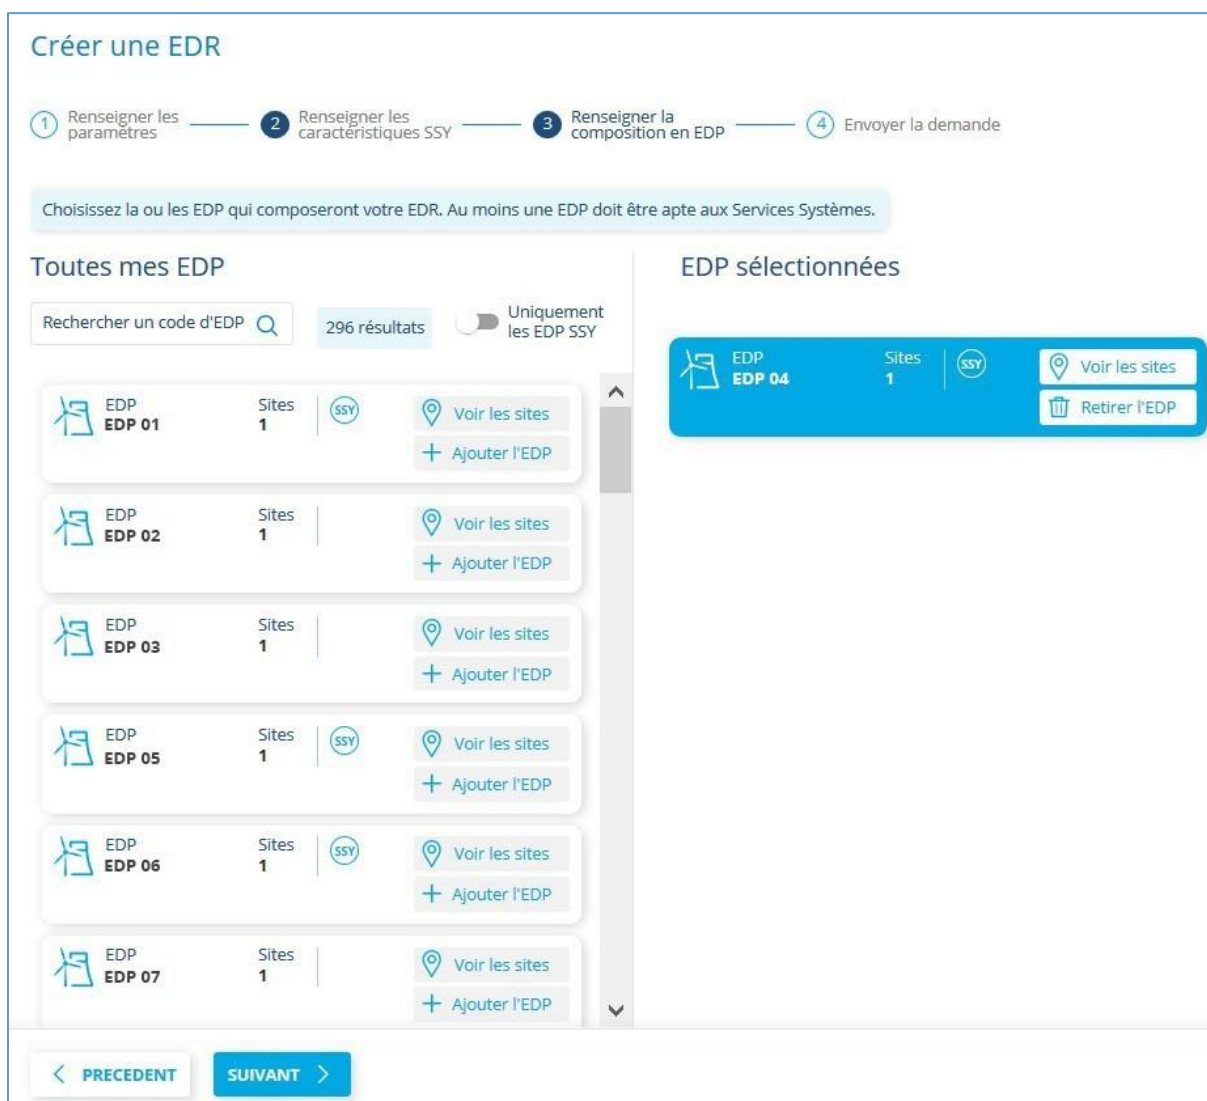 Créer une EDR
1 Renseigner les
paramètres
2 Renseigner les
caractéristiques SSY
3 Renseigner la
composition en EDP
4 Envoyer la demande
Choisissez la ou les EDP qui composeront votre EDR. Au moins une EDP doit être apte aux Services Systèmes.
Toutes mes EDP
Rechercher un code d'EDP
296 résultats
Uniquement
les EDP SSY
EDP Sites SSY Voir les sites
EDP 01 1
Ajouter l'EDP
EDP Sites Voir les sites
EDP 02 1
Ajouter l'EDP
EDP Sites Voir les sites
EDP 03 1
Ajouter l'EDP
EDP Sites SSY Voir les sites
EDP 05 1
Ajouter l'EDP
EDP Sites SSY Voir les sites
EDP 06 1
Ajouter l'EDP
EDP Sites Voir les sites
EDP 07 1
Ajouter l'EDP
EDP sélectionnées
EDP Sites SSY Voir les sites
EDP 04 1
Retirer l'EDP
PRECEDENT
SUIVANT